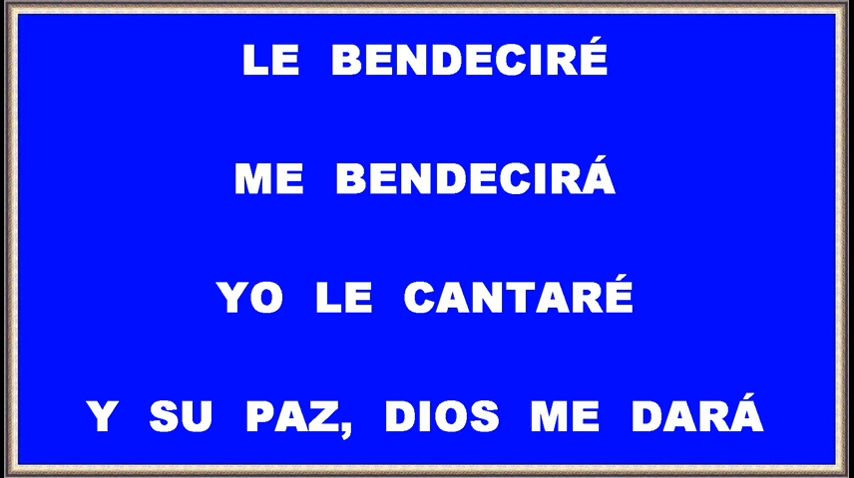 LE BENDECIRÉ
ME BENDECIRÁ
YO LE CANTARÉ
Y SU PAZ, DIOS ME DARÁ